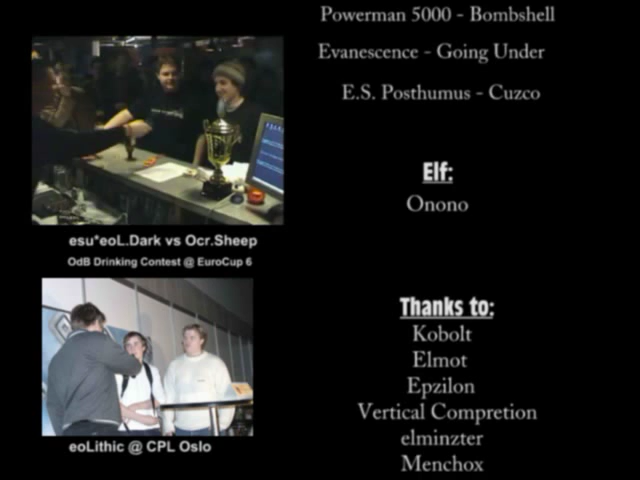 Powerman 5000 - Bombshell
Evanescence - Going Under
E.S. Posthumus - Cuzco
Elf:
Onono
esu*eoL.Dark vs Ocr.Sheep
OdB Drinking Contest @ EuroCup 6
eoLithic @ CPL Oslo
Thanks to:
Kobolt
Elmot
Epzilon
Vertical Compretion
elminzter
Menchox